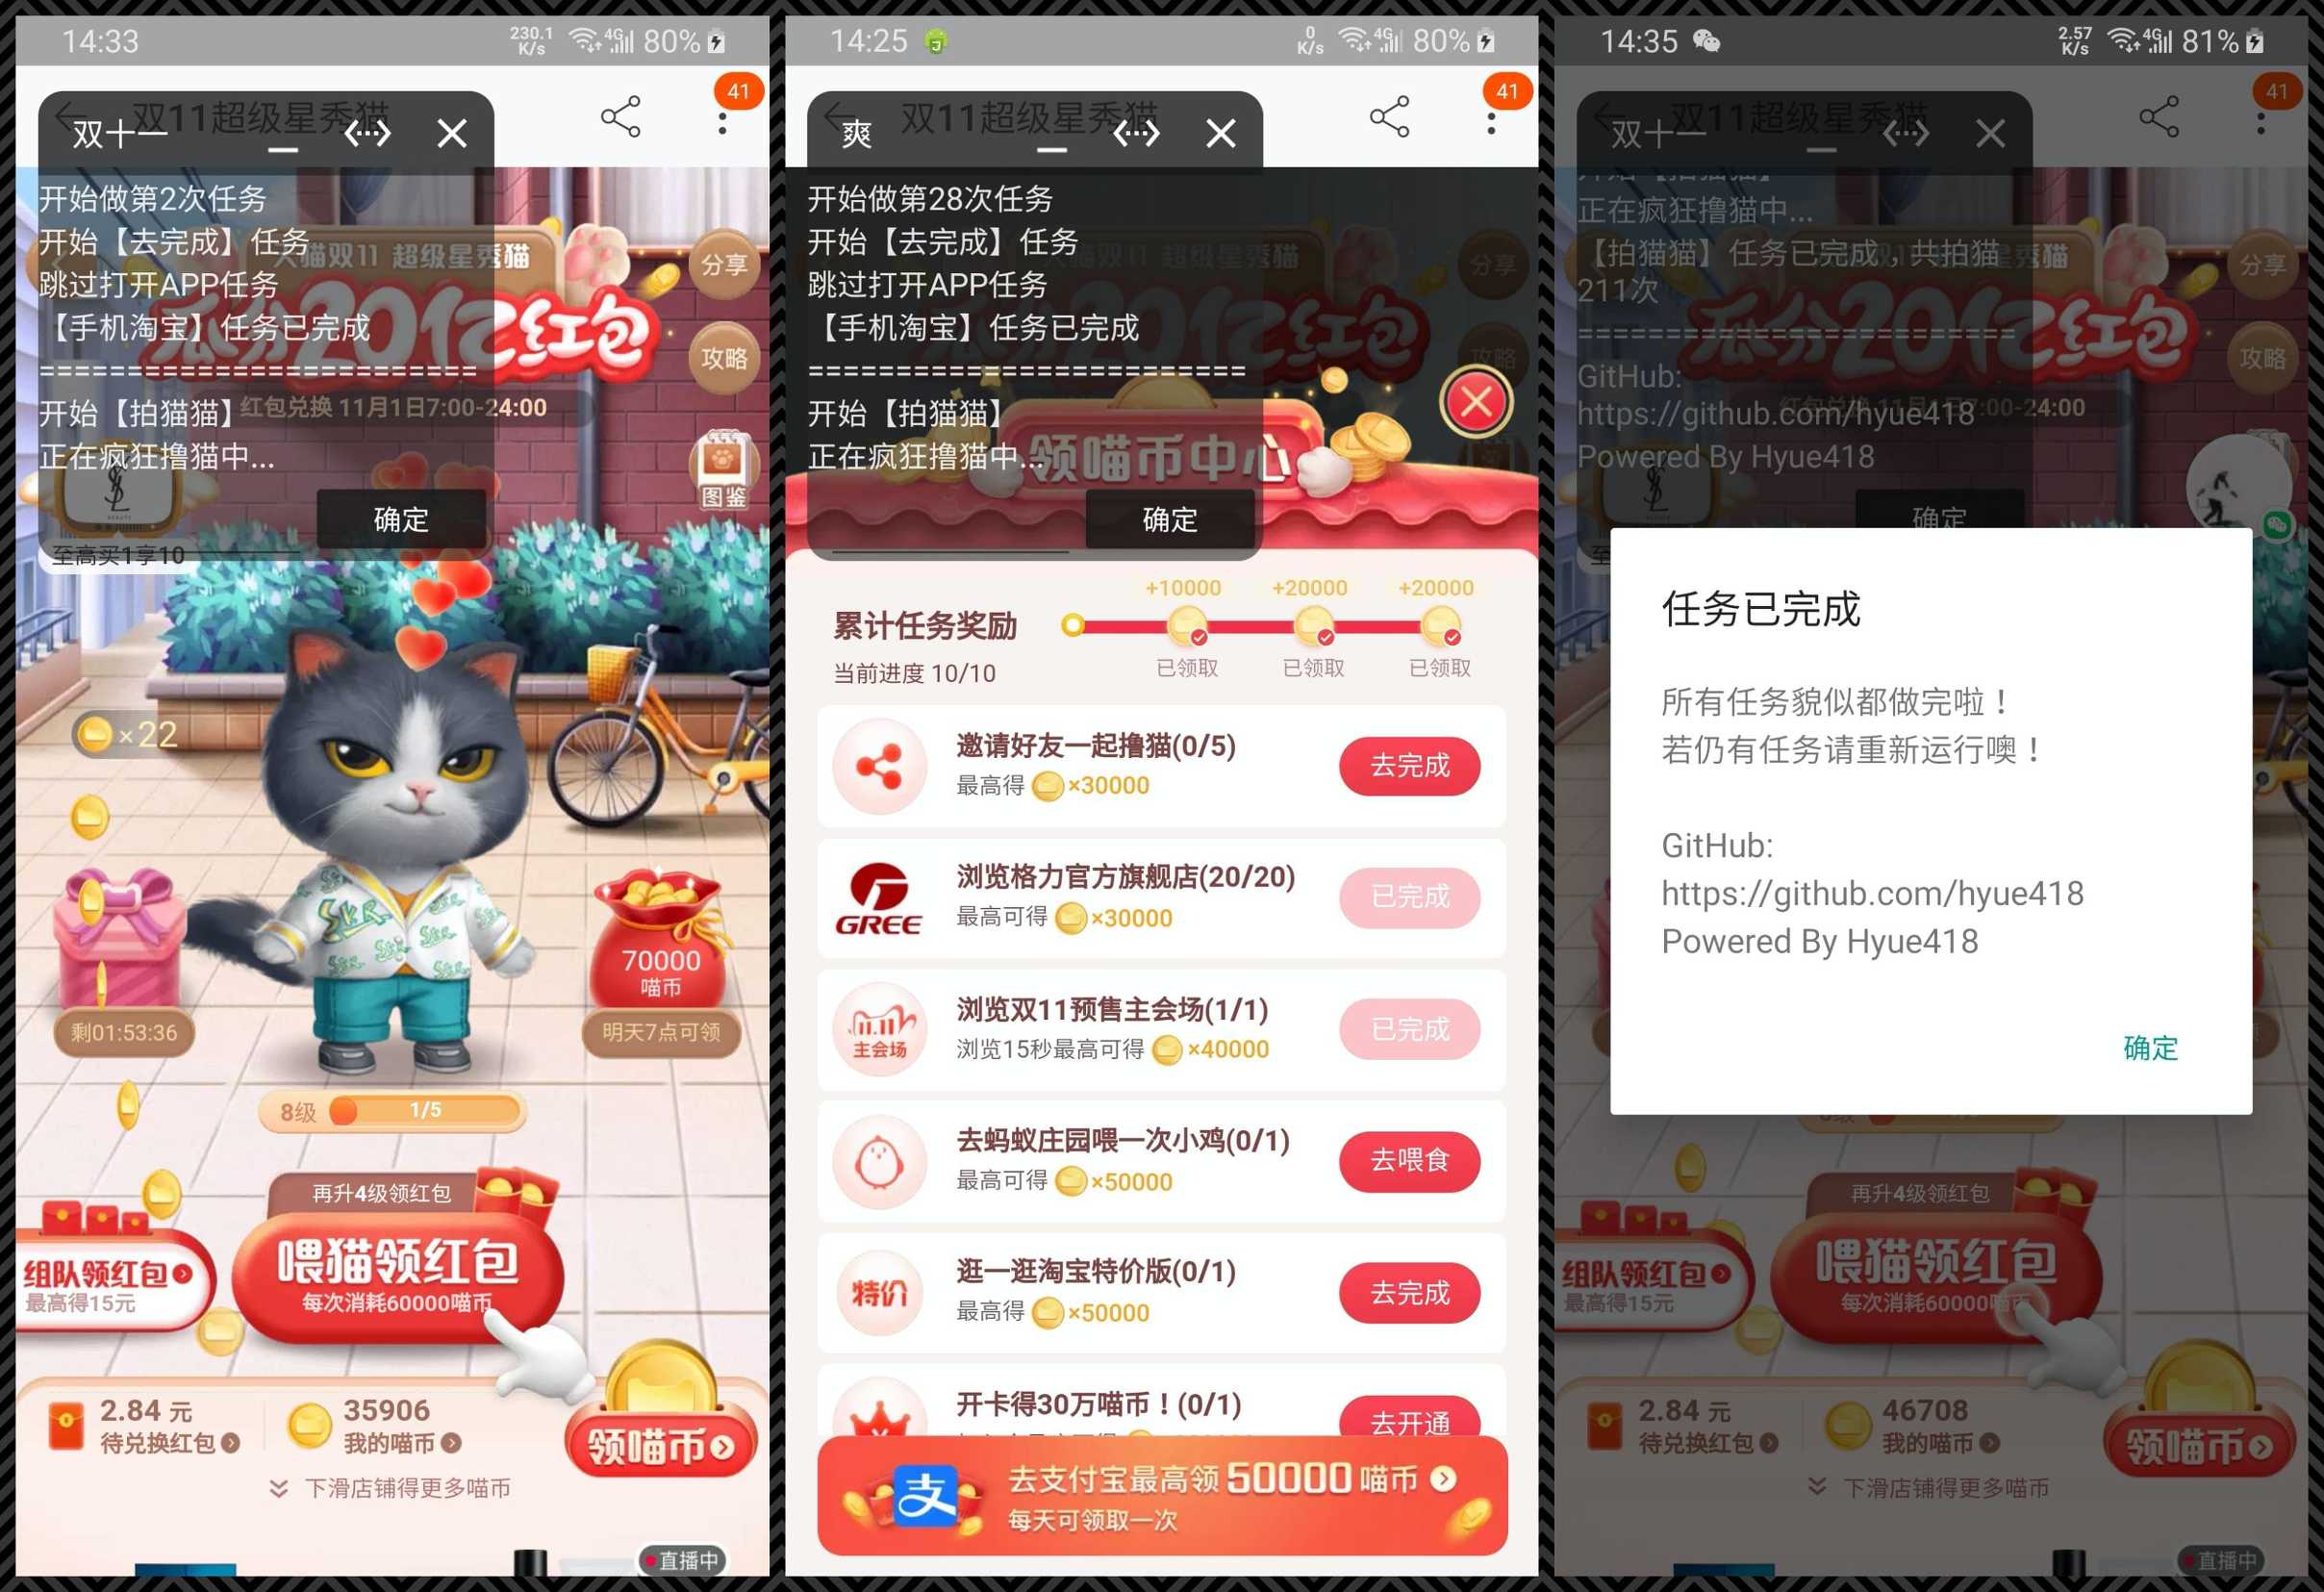 14:33
230.1
K/s
4G
80%
双11超级星秀猫
41
双十一
开始做第2次任务
开始【去完成】任务
跳过打开APP任务
【手机淘宝】任务已完成
=========================
开始【拍猫猫】
正在疯狂撸猫中...
确定
猫双11 超级星秀猫
瓜分20亿红包
红包兑换 11月1日7:00-24:00
分享
攻略
图鉴
至高买1享10
×22
70000
喵币
剩01:53:36
明天7点可领
8级
1/5
再升4级领红包
组队领红包
最高得15元
喂猫领红包
每次消耗60000喵币
2.84 元
待兑换红包
35906
我的喵币
领喵币
下滑店铺得更多喵币
直播中
14:25
0
K/s
4G
80%
双11超级星秀猫
41
爽
开始做第28次任务
开始【去完成】任务
跳过打开APP任务
【手机淘宝】任务已完成
=========================
开始【拍猫猫】
正在疯狂撸猫中...
确定
分享
攻略
领喵币中心
累计任务奖励
当前进度 10/10
+10000
+20000
+20000
已领取
已领取
已领取
邀请好友一起撸猫(0/5)
最高得 ×30000
去完成
GREE
浏览格力官方旗舰店(20/20)
最高可得 ×30000
已完成
11.11
主会场
浏览双11预售主会场(1/1)
浏览15秒最高可得 ×40000
已完成
去蚂蚁庄园喂一次小鸡(0/1)
最高可得 ×50000
去喂食
特价
逛一逛淘宝特价版(0/1)
最高得 ×50000
去完成
开卡得30万喵币！(0/1)
去开通
支
去支付宝最高领 50000 喵币
每天可领取一次
14:35
2.57
K/s
4G
81%
双11超级星秀猫
41
双十一
正在疯狂撸猫中...
【拍猫猫】任务已完成，共拍猫
211次
=========================
GitHub:
https://github.com/hyue418
Powered By Hyue418
确定
分享
攻略
瓜分20亿红包
7:00-24:00
任务已完成
所有任务貌似都做完啦！
若仍有任务请重新运行噢！
GitHub:
https://github.com/hyue418
Powered By Hyue418
确定
再升4级领红包
组队领红包
最高得15元
喂猫领红包
每次消耗60000喵币
2.84 元
待兑换红包
46708
我的喵币
领喵币
下滑店铺得更多喵币
直播中